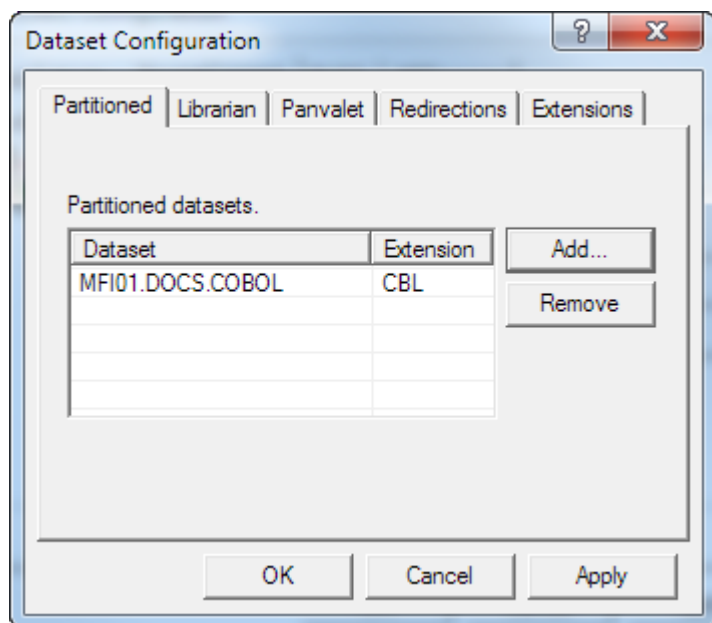 Dataset Configuration
?
X
Partitioned Librarian Panvalet Redirections Extensions
Partitioned datasets.
Dataset Extension Add...
MFI01.DOCS.COBOL CBL
Remove
OK Cancel Apply